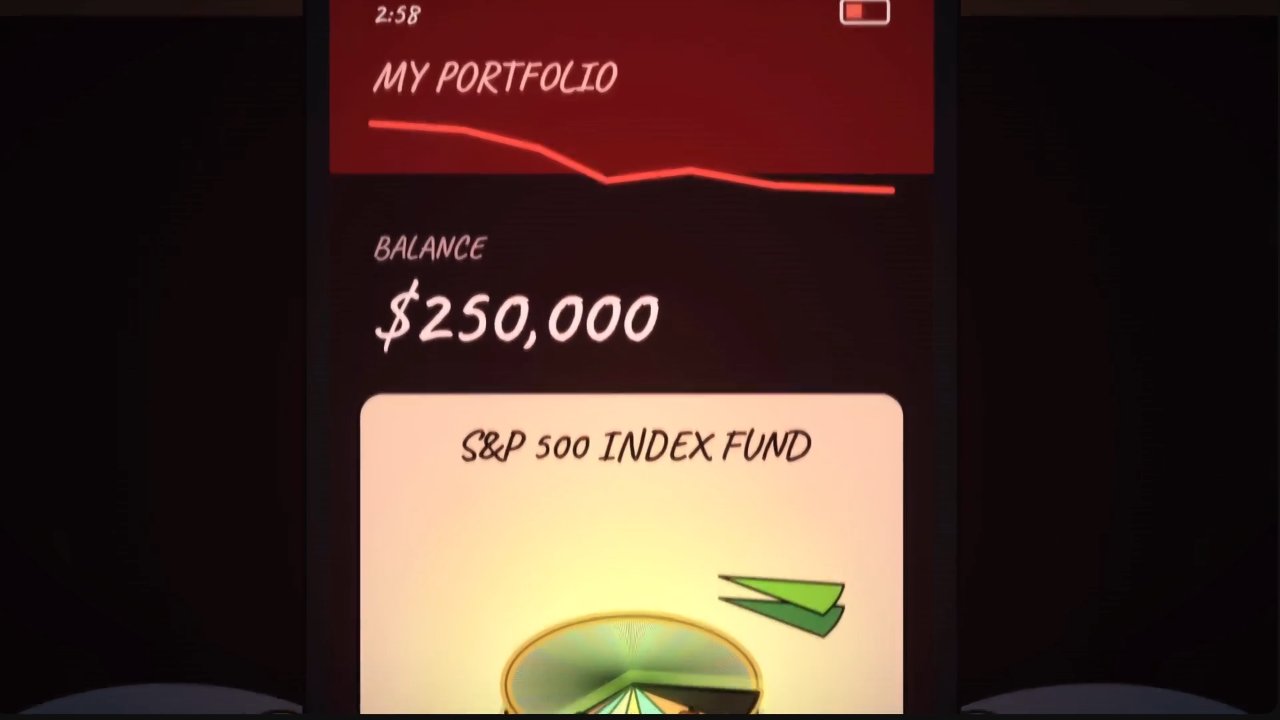 2:58
MY PORTFOLIO
BALANCE
$250,000
S&P 500 INDEX FUND